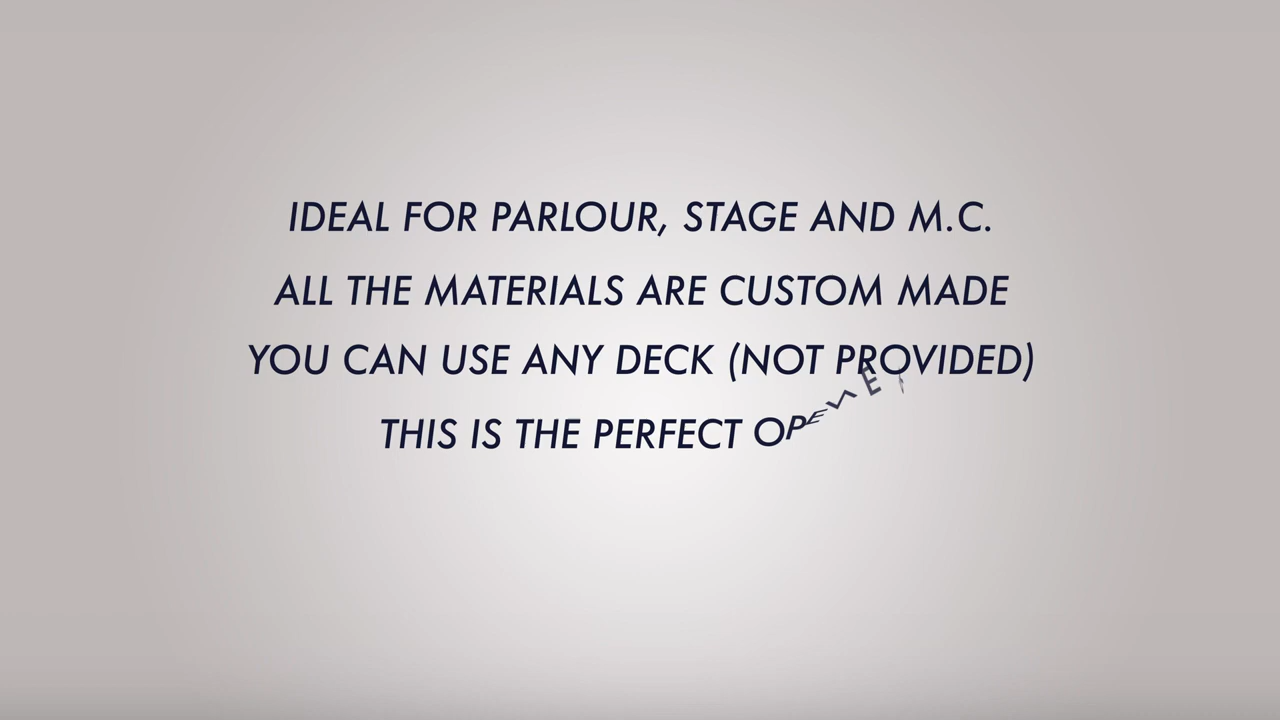 IDEAL FOR PARLOUR, STAGE AND M.C.
ALL THE MATERIALS ARE CUSTOM MADE
YOU CAN USE ANY DECK (NOT PROVIDED)
THIS IS THE PERFECT